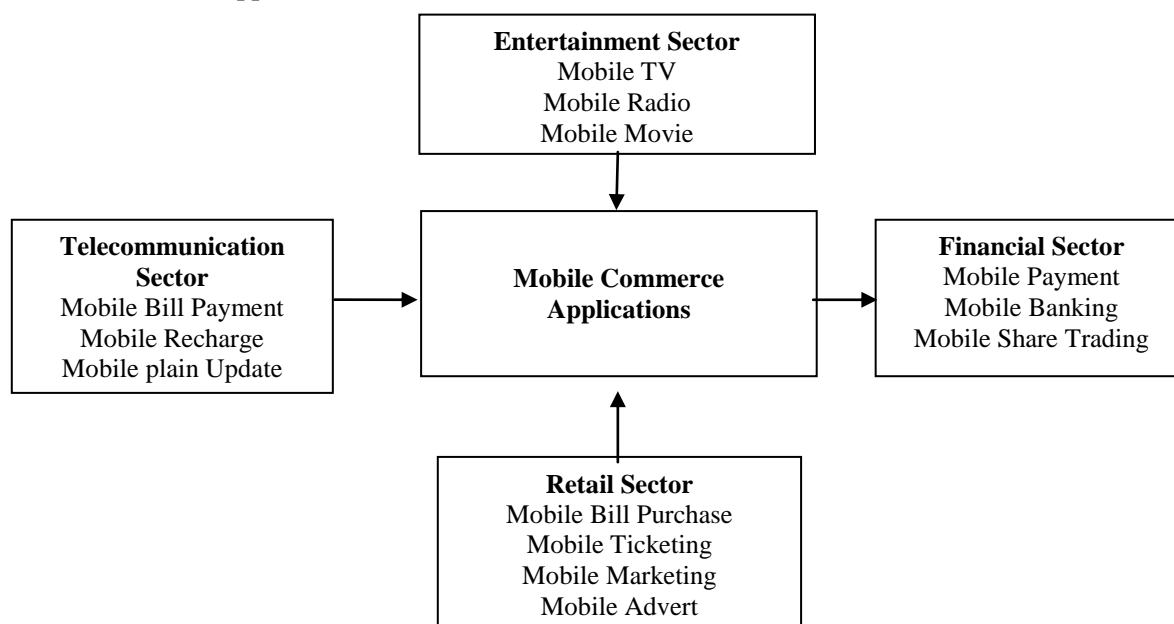 Entertainment Sector
Mobile TV
Mobile Radio
Mobile Movie
Telecommunication
Sector
Mobile Bill Payment
Mobile Recharge
Mobile plain Update
Mobile Commerce
Applications
Financial Sector
Mobile Payment
Mobile Banking
Mobile Share Trading
Retail Sector
Mobile Bill Purchase
Mobile Ticketing
Mobile Marketing
Mobile Advert